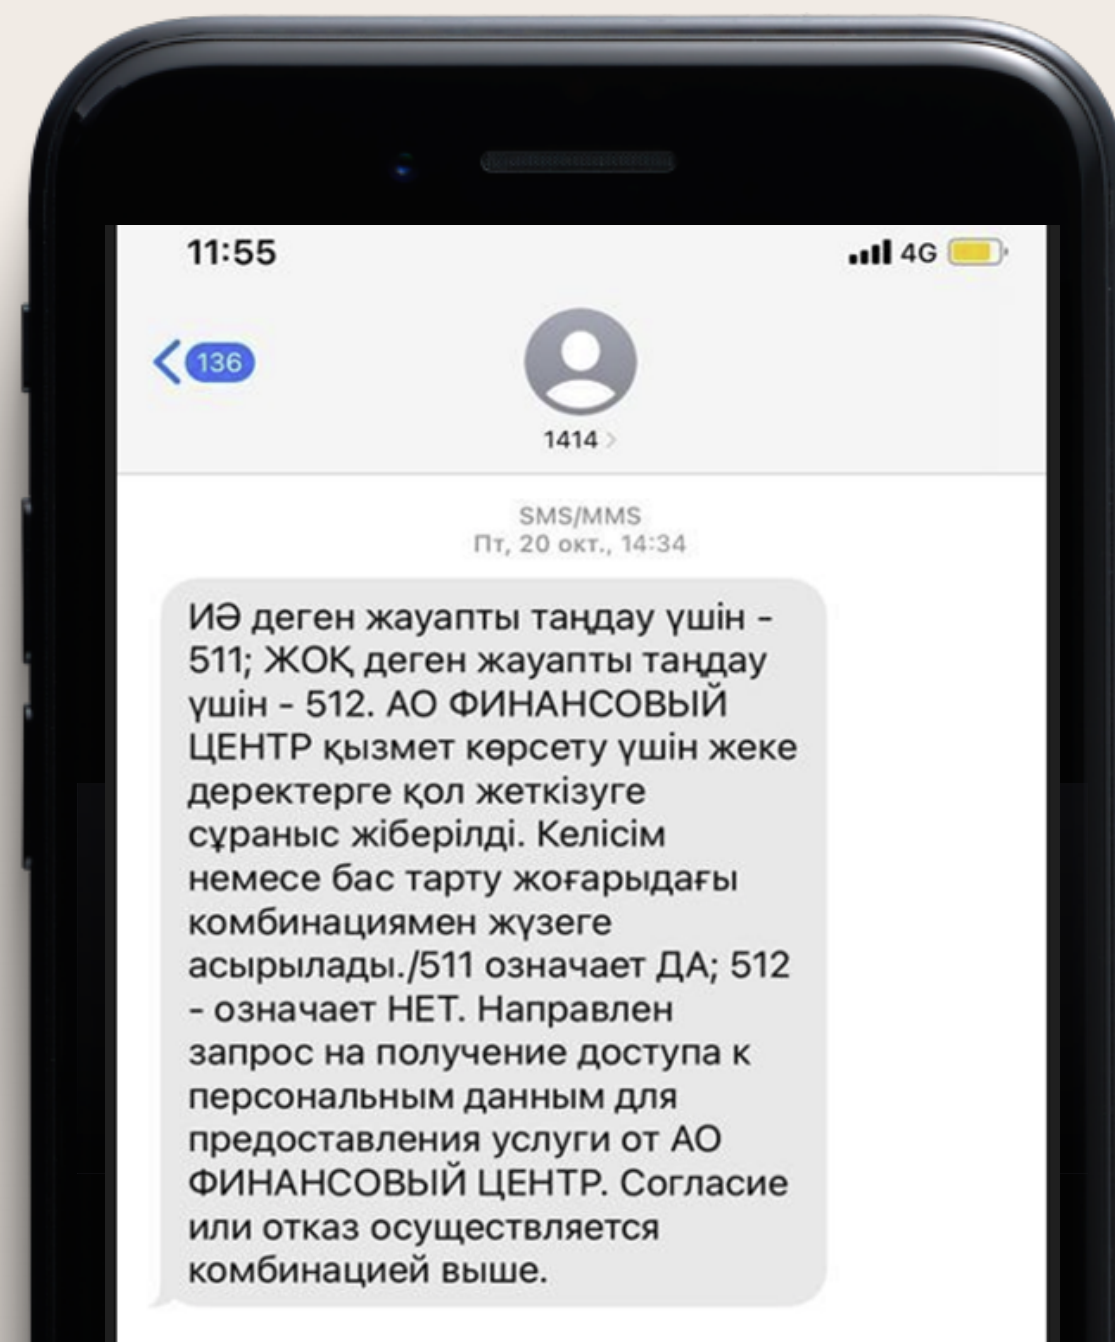 11:55
4G
136
1414
SMS/MMS
Пт, 20 окт., 14:34
ИӘ деген жауапты таңдау үшін -
511; ЖОҚ деген жауапты таңдау
үшін - 512. АО ФИНАНСОВЫЙ
ЦЕНТР қызмет көрсету үшін жеке
деректерге қол жеткізуге
сұраныс жіберілді. Келісім
немесе бас тарту жоғарыдағы
комбинациямен жүзеге
асырылады./511 означает ДА; 512
- означает НЕТ. Направлен
запрос на получение доступа к
персональным данным для
предоставления услуги от АО
ФИНАНСОВЫЙ ЦЕНТР. Согласие
или отказ осуществляется
комбинацией выше.